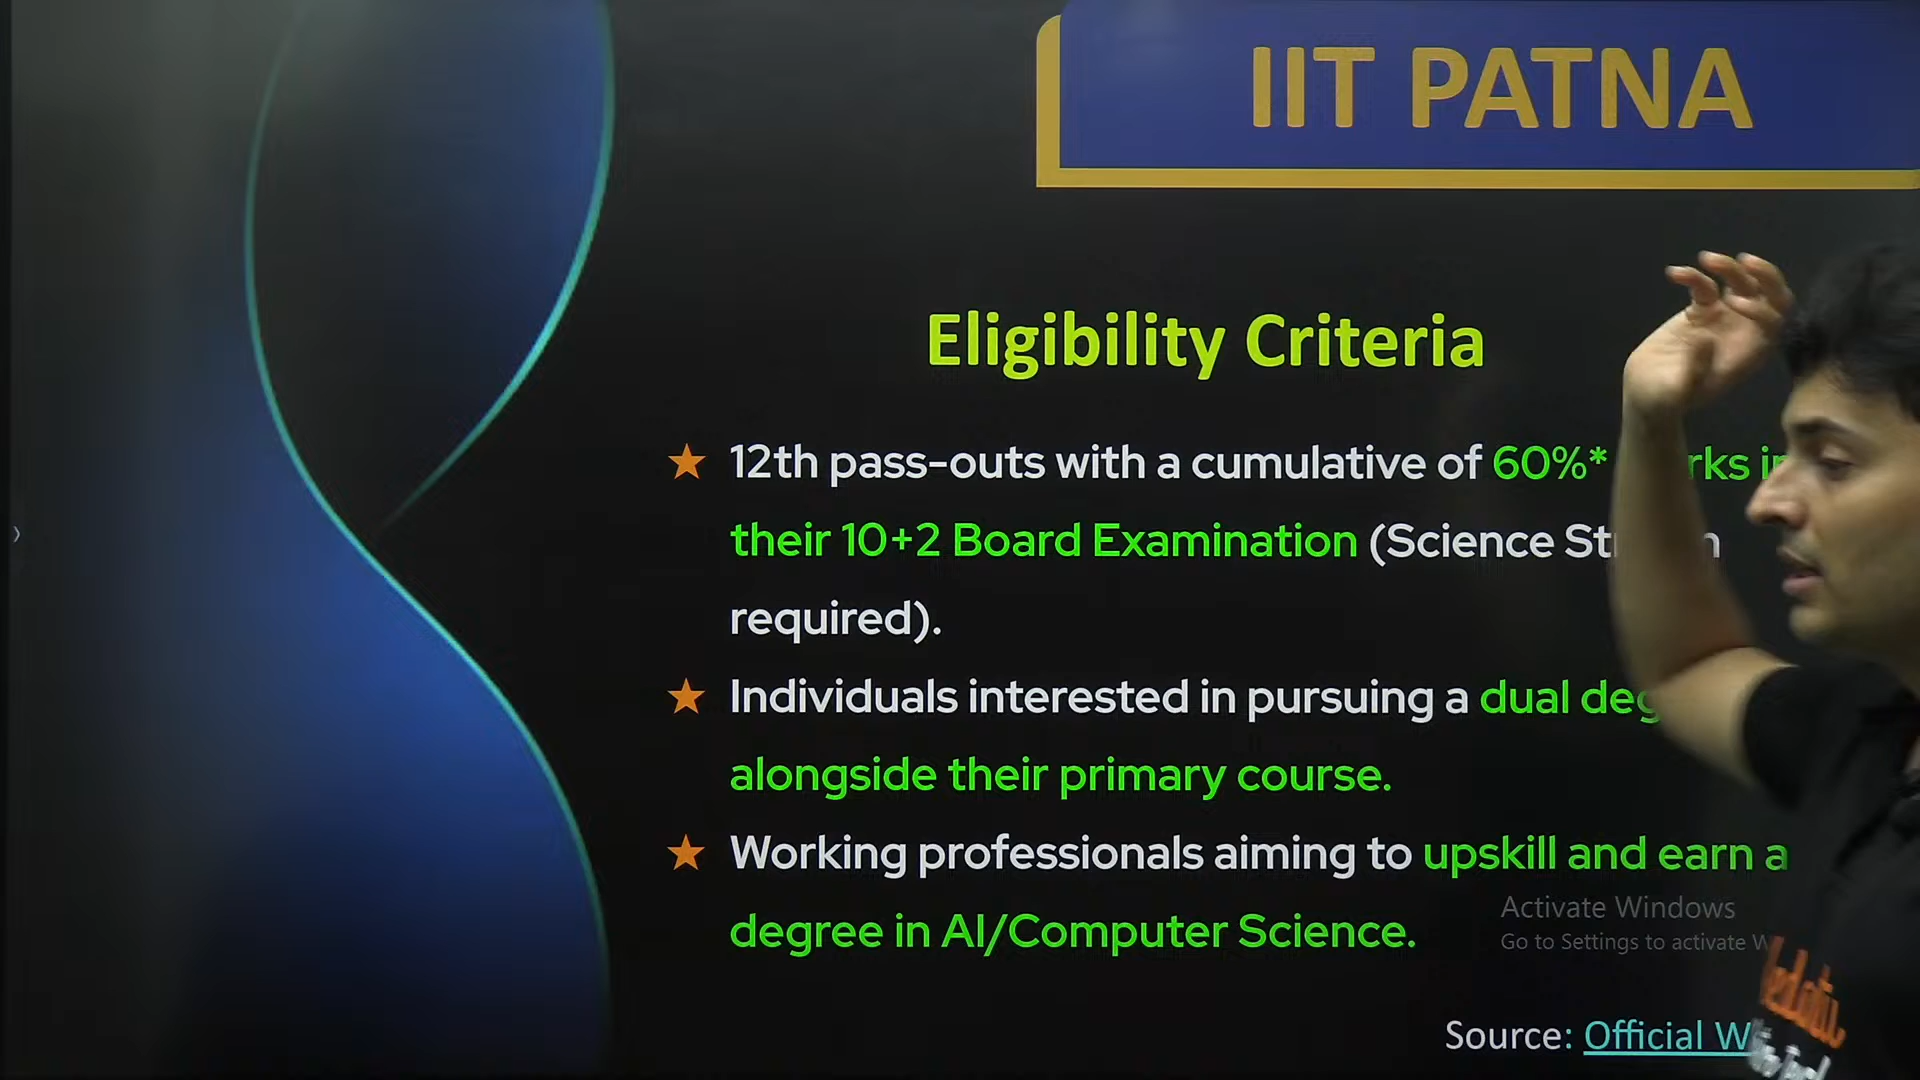 IIT PATNA
Eligibility Criteria
12th pass-outs with a cumulative of 60%*
their 10+2 Board Examination (Science
required).
Individuals interested in pursuing a dual
alongside their primary course.
Working professionals aiming to upskill and earn a
degree in AI/Computer Science.
Activate Windows
Go to Settings to activate
Source: Official